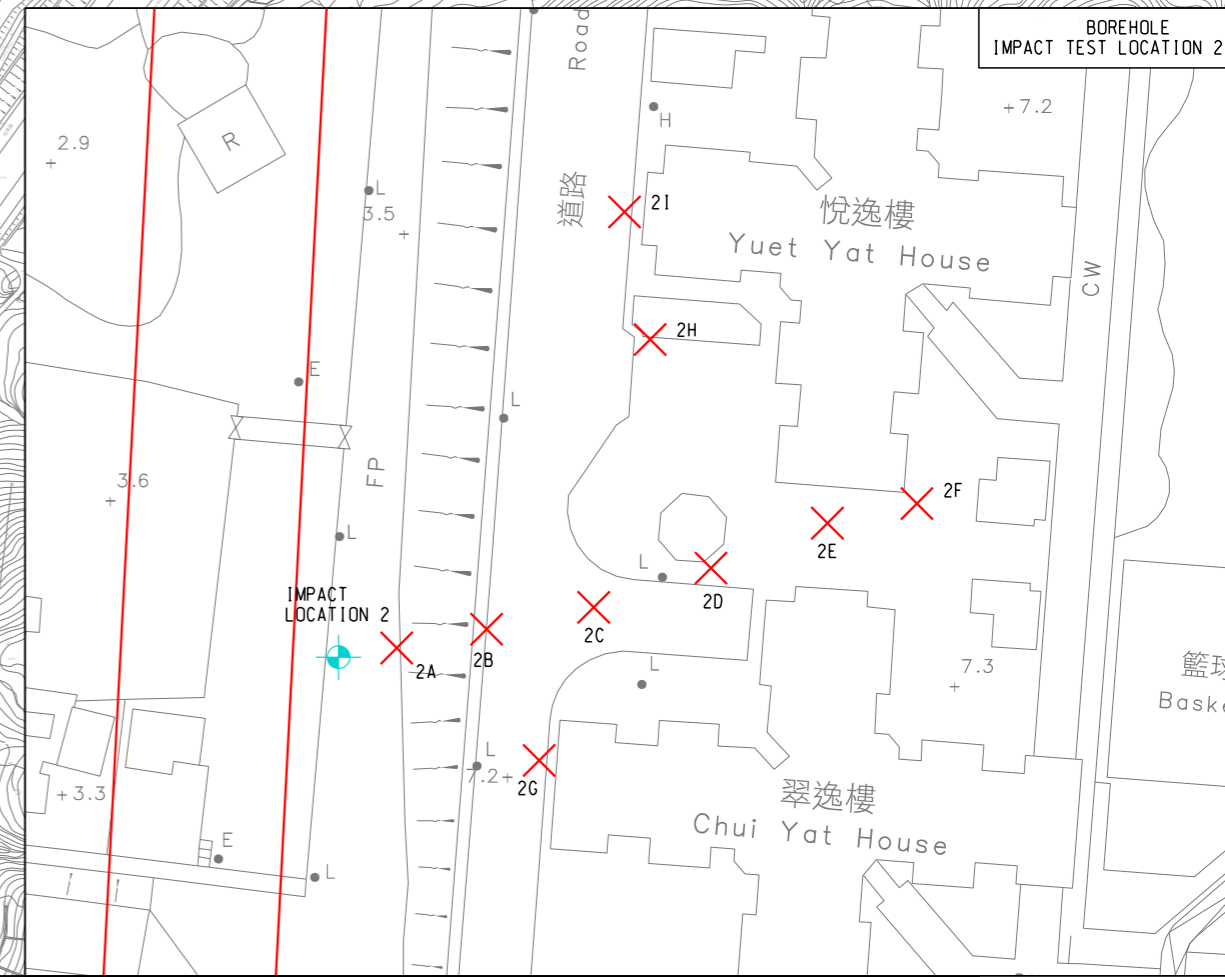 BOREHOLE
IMPACT TEST LOCATION 2
Road
H
+7.2
2.9
+
R
L
3.5
+
道路
2I
悅逸樓
Yuet Yat House
CW
2H
E
L
FP
3.6
+
2F
2E
L
L
2D
IMPACT
LOCATION 2
2C
2B
2A
L
7.3
+
籃球
Baske
L
7.2+
2G
+3.3
翠逸樓
Chui Yat House
E
L